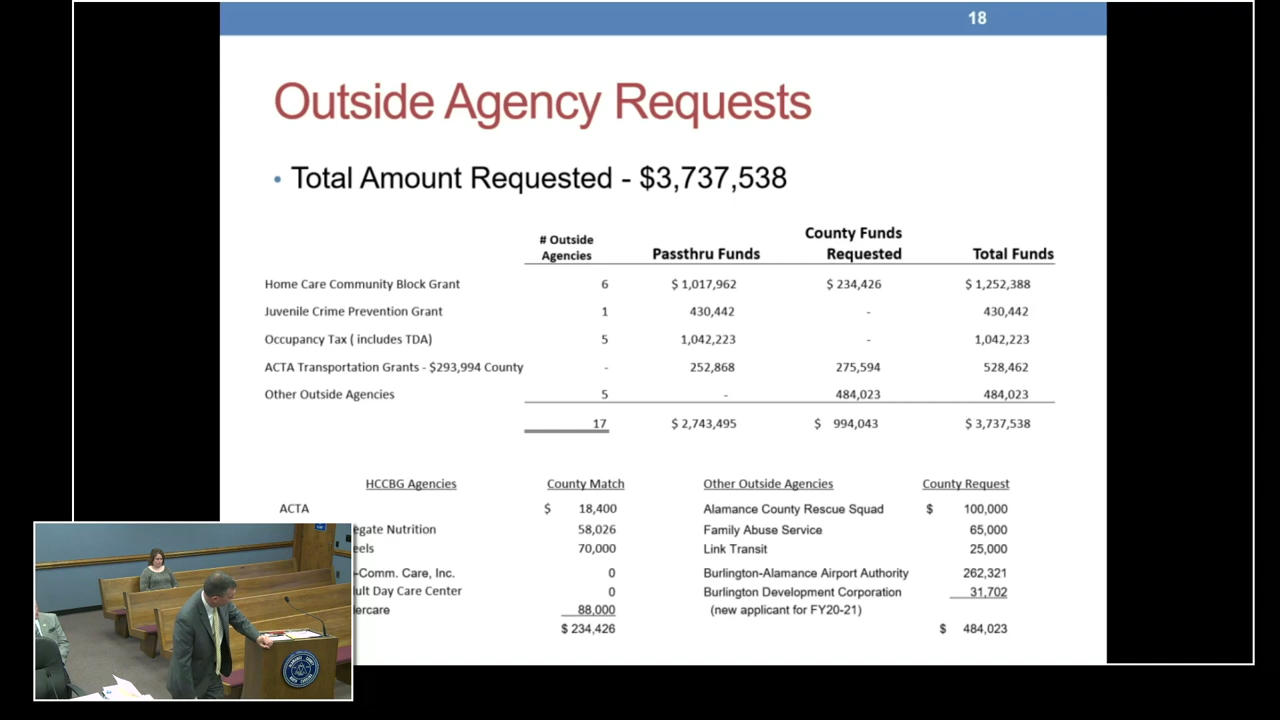 18
Outside Agency Requests
• Total Amount Requested - $3,737,538
# Outside Agencies Passthru Funds County Funds Requested Total Funds
Home Care Community Block Grant 6 $ 1,017,962 $ 234,426 $ 1,252,388
Juvenile Crime Prevention Grant 1 430,442 - 430,442
Occupancy Tax ( includes TDA) 5 1,042,223 - 1,042,223
ACTA Transportation Grants - $293,994 County - 252,868 275,594 528,462
Other Outside Agencies 5 - 484,023 484,023
17 $ 2,743,495 $ 994,043 $ 3,737,538
HCCBG Agencies County Match Other Outside Agencies County Request
ACTA $ 18,400 Alamance County Rescue Squad $ 100,000
egate Nutrition 58,026 Family Abuse Service 65,000
eels 70,000 Link Transit 25,000
-Comm. Care, Inc. 0 Burlington-Alamance Airport Authority 262,321
ult Day Care Center 0 Burlington Development Corporation 31,702
ercare 88,000 (new applicant for FY20-21)
$ 234,426 $ 484,023